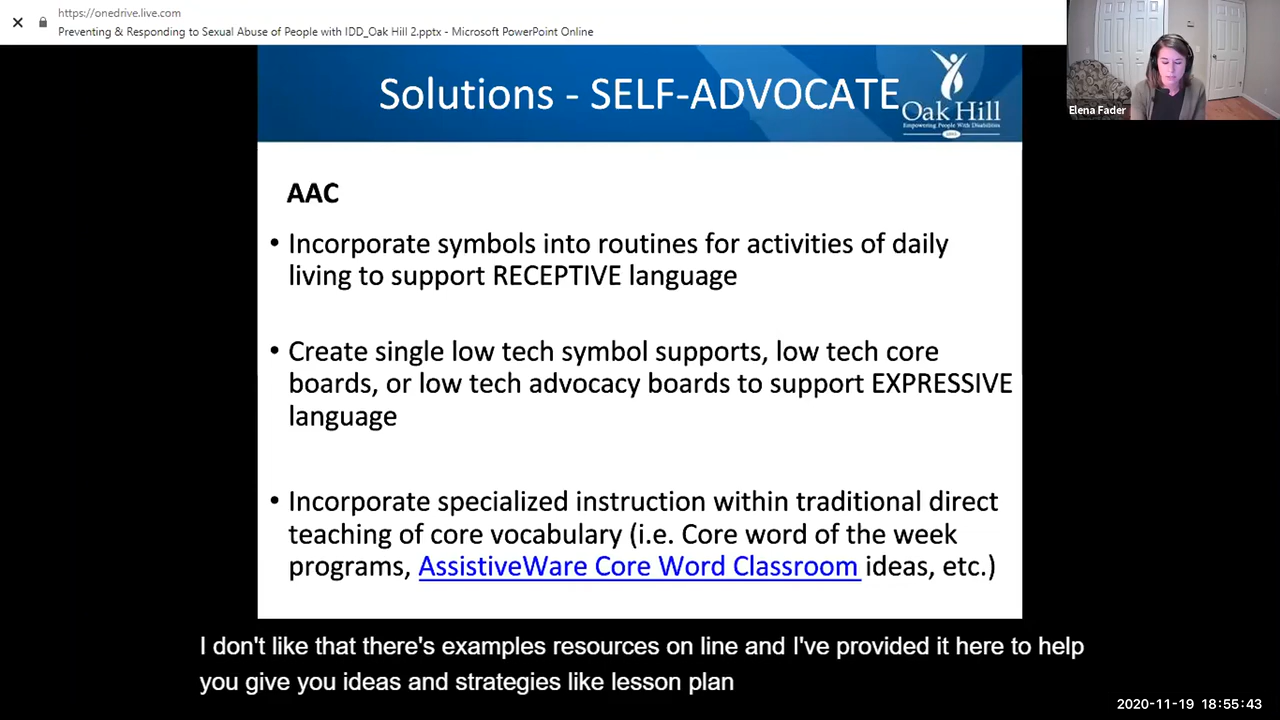 https://onedrive.live.com
Preventing & Responding to Sexual Abuse of People with IDD_Oak Hill 2.pptx - Microsoft PowerPoint Online
Elena Fader
Solutions - SELF-ADVOCATE
Oak Hill
Empowering People With Disabilities
AAC
• Incorporate symbols into routines for activities of daily
living to support RECEPTIVE language
• Create single low tech symbol supports, low tech core
boards, or low tech advocacy boards to support EXPRESSIVE
language
• Incorporate specialized instruction within traditional direct
teaching of core vocabulary (i.e. Core word of the week
programs, AssistiveWare Core Word Classroom ideas, etc.)
I don't like that there's examples resources on line and I've provided it here to help
you give you ideas and strategies like lesson plan
2020-11-19 18:55:43